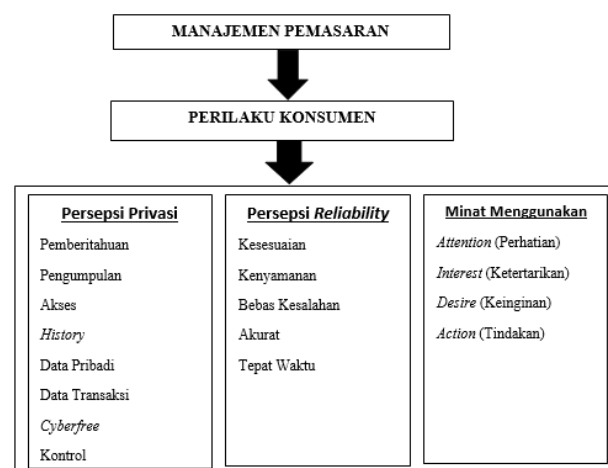 MANAJEMEN PEMASARAN
PERILAKU KONSUMEN
Persepsi Privasi
Pemberitahuan
Pengumpulan
Akses
History
Data Pribadi
Data Transaksi
Cyberfree
Kontrol
Persepsi Reliability
Kesesuaian
Kenyamanan
Bebas Kesalahan
Akurat
Tepat Waktu
Minat Menggunakan
Attention (Perhatian)
Interest (Ketertarikan)
Desire (Keinginan)
Action (Tindakan)